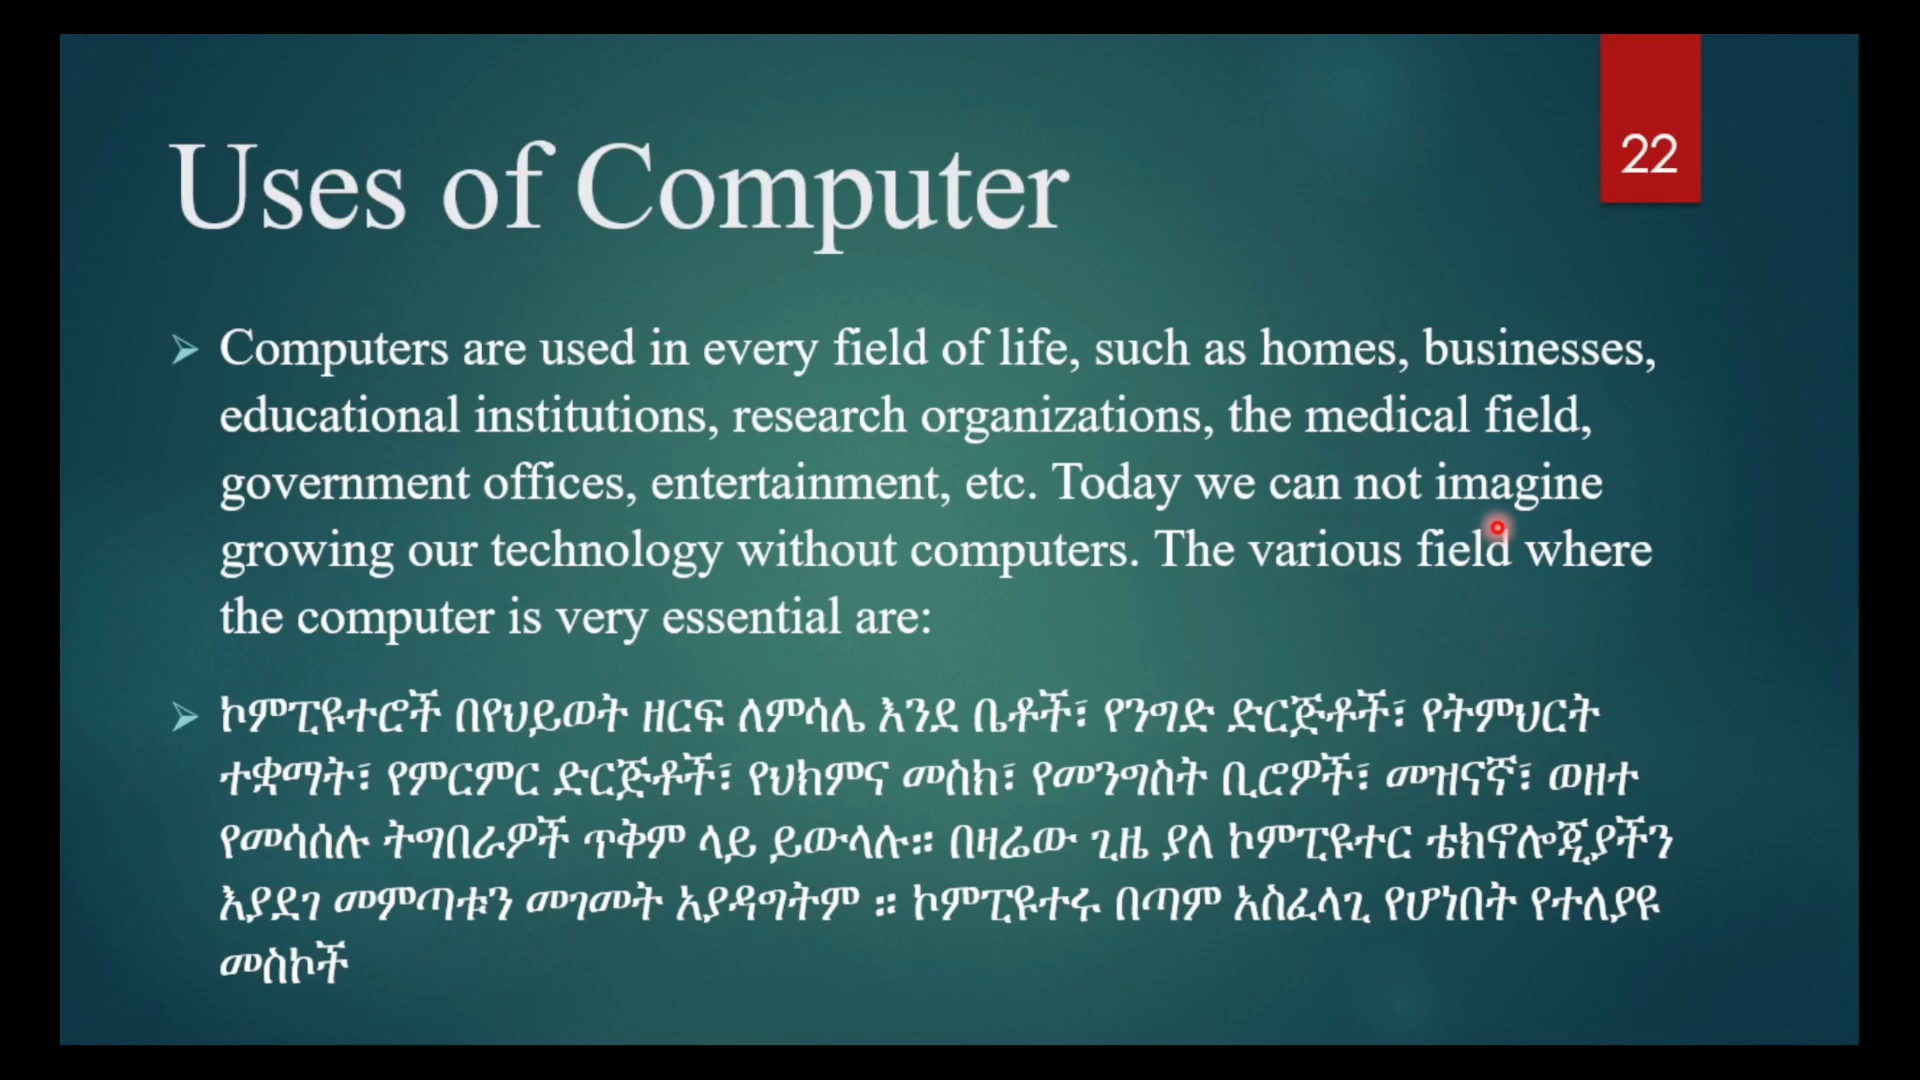 22
Uses of Computer
Computers are used in every field of life, such as homes, businesses,
educational institutions, research organizations, the medical field,
government offices, entertainment, etc. Today we can not imagine
growing our technology without computers. The various field where
the computer is very essential are:
ኮምፒዩተሮች በየህይወት ዘርፍ ለምሳሌ እንደ ቤቶች፣ የንግድ ድርጅቶች፣ የትምህርት
ተቋማት፣ የምርምር ድርጅቶች፣ የህክምና መስክ፣ የመንግስት ቢሮዎች፣ መዝናኛ፣ ወዘተ
የመሳሰሉ ትግበራዎች ጥቅም ላይ ይውላሉ። በዛሬው ጊዜ ያለ ኮምፒዩተር ቴክኖሎጂያችን
እያደገ መምጣቱን መገመት አያዳግትም ። ኮምፒዩተሩ በጣም አስፈላጊ የሆነበት የተለያዩ
መስኮች